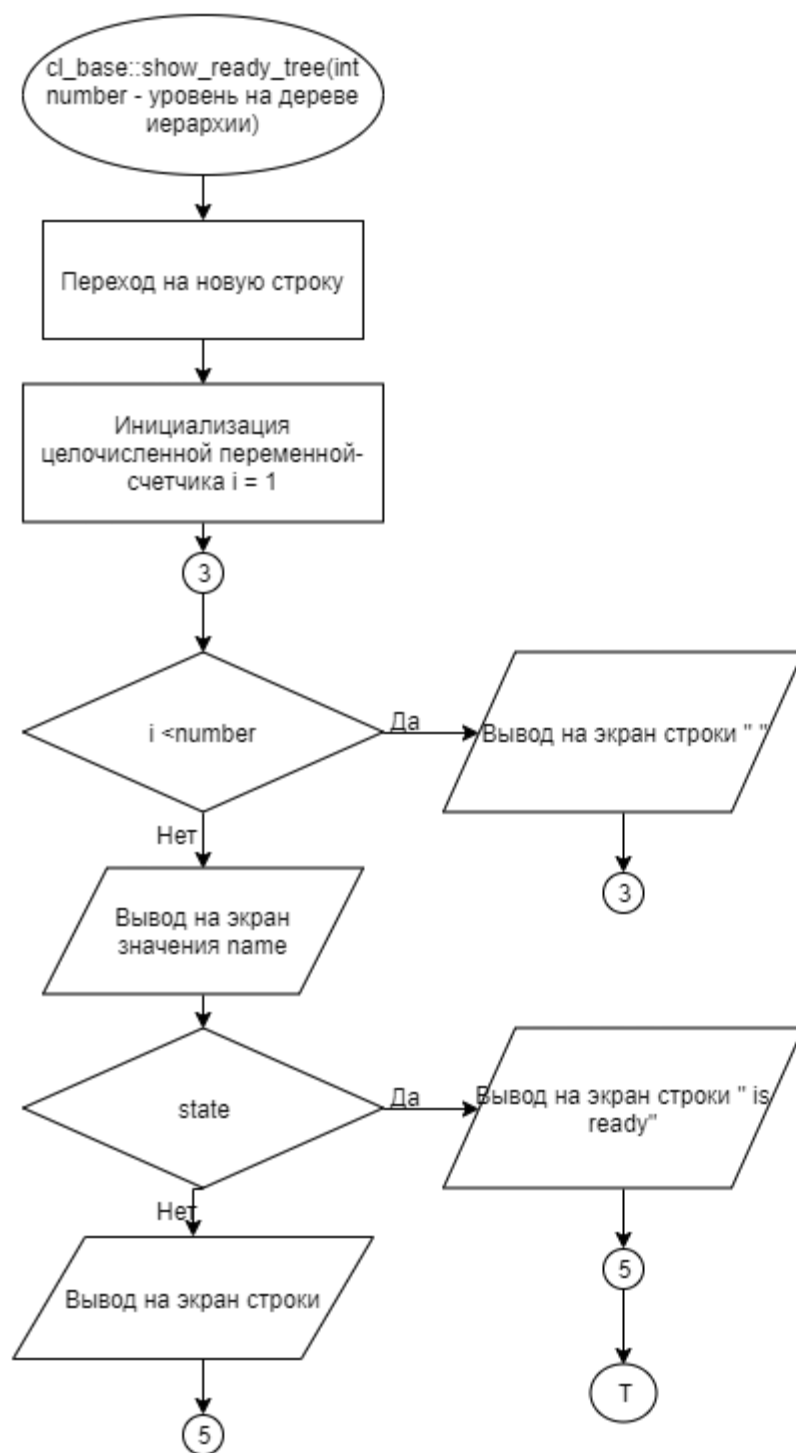 cl_base::show_ready_tree(int
number - уровень на дереве
иерархии)
Переход на новую строку
Инициализация
целочисленной переменной-
счетчика i = 1
3
i <number
Да
Вывод на экран строки " "
Нет
3
Вывод на экран
значения name
state
Да
Вывод на экран строки " is
ready"
Нет
Вывод на экран строки
5
T
5